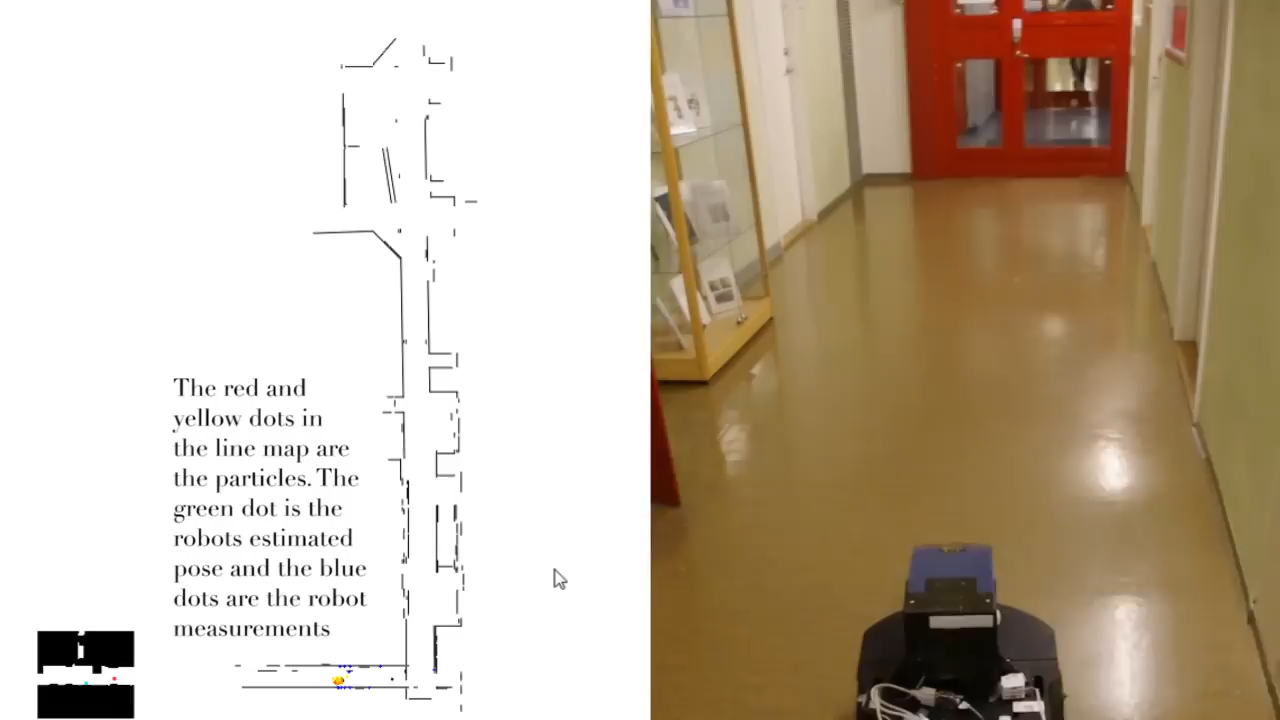 The red and
yellow dots in
the line map are
the particles. The
green dot is the
robots estimated
pose and the blue
dots are the robot
measurements